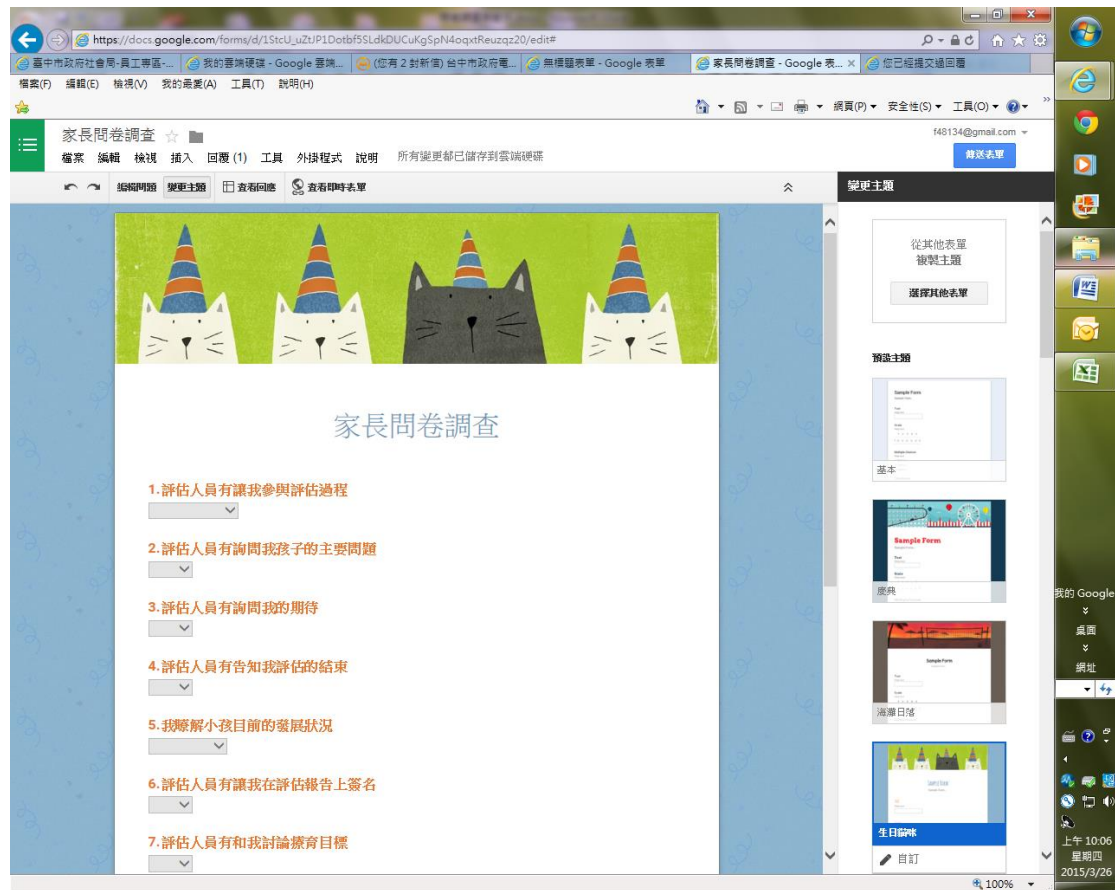 https://docs.google.com/forms/d/1StcU_uZtJP1Dotbf5SLdkDUCuKgSpN4oqxtReuzqz20/edit#
臺中市政府社會局-員工專區-...
我的雲端硬碟 - Google 雲端...
(您有 2 封新信) 台中市政府電...
無標題表單 - Google 表單
家長問卷調查 - Google 表...
您已經提交過回覆
檔案(F) 編輯(E) 檢視(V) 我的最愛(A) 工具(T) 說明(H)
網頁(P) 安全性(S) 工具(O)
家長問卷調查
f48134@gmail.com
檔案 編輯 檢視 插入 回覆 (1) 工具 外掛程式 說明 所有變更都已儲存到雲端硬碟
傳送表單
編輯問題 變更主題 查看回應 查看即時表單
變更主題
從其他表單
複製主題
選擇其他表單
預設主題
Sample Form
基本
Sample Form
慶典
Sample Form
海灘日落
生日貓咪
自訂
家長問卷調查
1.評估人員有讓我參與評估過程
2.評估人員有詢問我孩子的主要問題
3.評估人員有詢問我的期待
4.評估人員有告知我評估的結束
5.我瞭解小孩目前的發展狀況
6.評估人員有讓我在評估報告上簽名
7.評估人員有和我討論療育目標
100%
我的 Google
桌面
網址
上午 10:06
星期四
2015/3/26